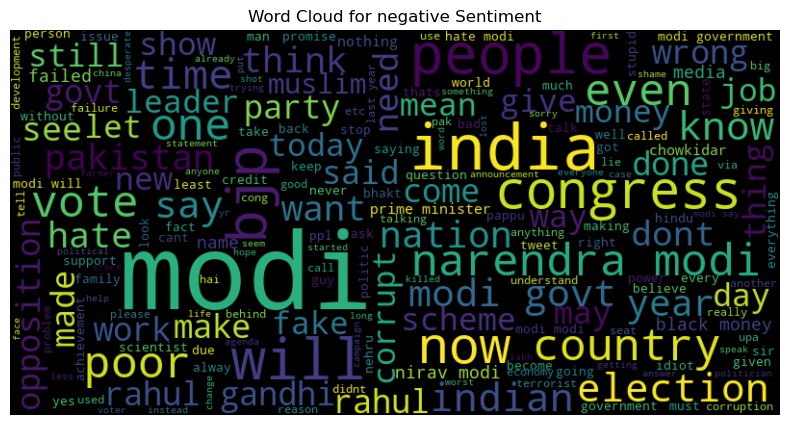 Word Cloud for negative Sentiment
person issue
still show man promise nothing use hate modi first modi government
already
development desperate time think go people wrong stupid big
failed china put shot trying muslim need thats something world media shame
govt leader etc last year mean give much even job
failure party pak bad sorry money state giving
without see let one take back stop words lost talk well called know
statement today saying got chowkidar
public pakistan anyone keep india lie done via
farmer bjp said question announcement everyone case thing
modi will new least credit good never come congress
tell vote say yr cong want bhakt prime minister pappu way hindu modi say everything
fact ppl ask talking making
hate cant name seem started nation anything dont right
look hai hope politic tweet
opposition political support modi call corrupt narendra modi
crore guy killed understand power every another
made family help please life behind long modi govt year believe really day
face problem achievement work make agenda fake campaign nehru scheme modi modi may seat black money upa
scientist due now country speak sir given
poor alway change will nirav modi become lakh getting idiot
economy going answer politician
yes used rahul gandhi didnt rahul indian worst terrorist election
voter instead reason government must corruption